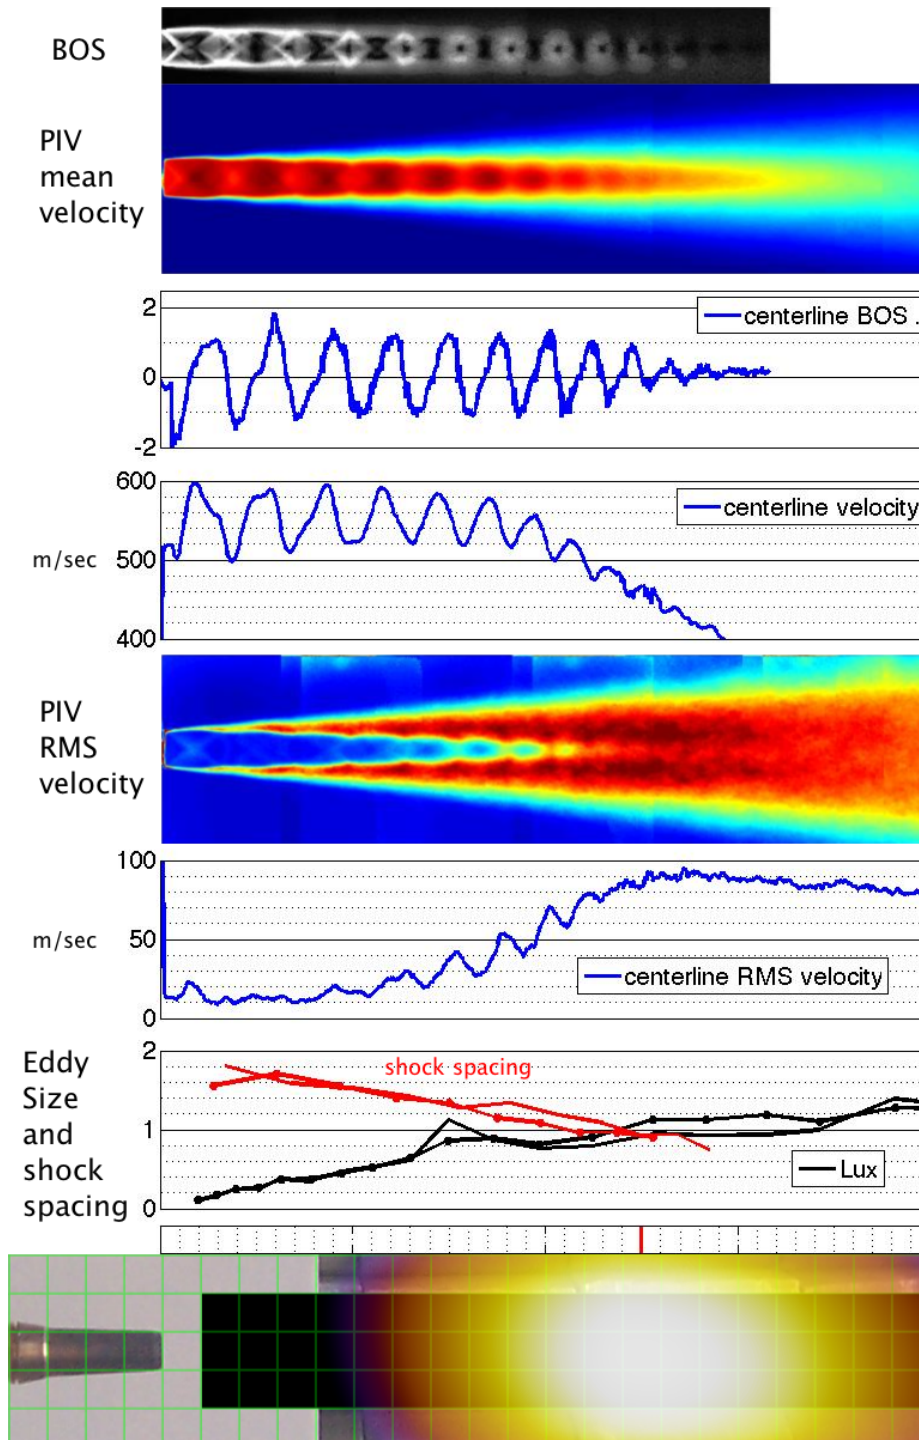 BOS
PIV
mean
velocity
2
0
-2
centerline BOS .
600
500
400
m/sec
centerline velocity
PIV
RMS
velocity
100
50
0
m/sec
centerline RMS velocity
Eddy
Size
and
shock
spacing
2
1
0
shock spacing
Lux